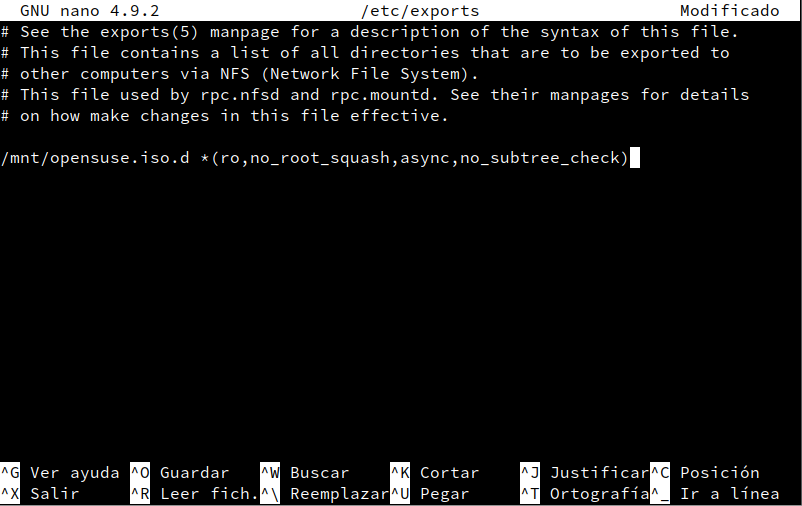 GNU nano 4.9.2 /etc/exports Modificado
# See the exports(5) manpage for a description of the syntax of this file.
# This file contains a list of all directories that are to be exported to
# other computers via NFS (Network File System).
# This file used by rpc.nfsd and rpc.mountd. See their manpages for details
# on how make changes in this file effective.
/mnt/opensuse.iso.d *(ro,no_root_squash,async,no_subtree_check)
^G Ver ayuda ^O Guardar ^W Buscar ^K Cortar ^J Justificar ^C Posición
^X Salir ^R Leer fich. ^\ Reemplazar ^U Pegar ^T Ortografía ^_ Ir a línea